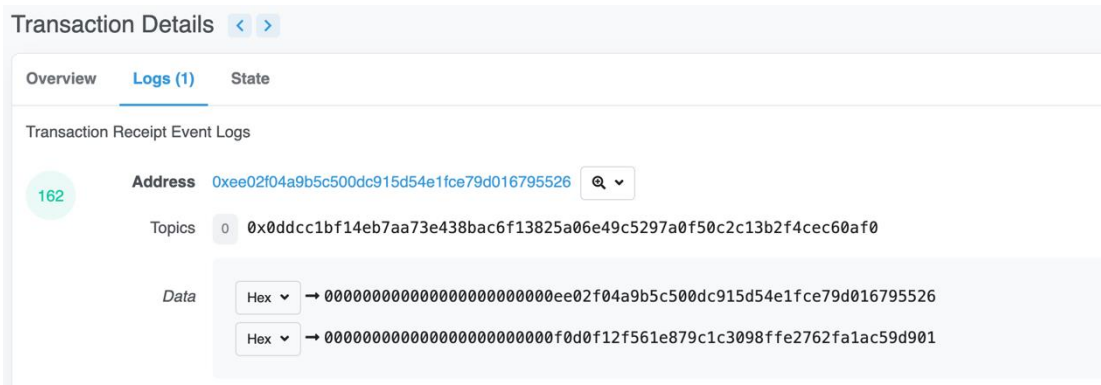 Transaction Details < >
Overview Logs (1) State
Transaction Receipt Event Logs
162
Address 0xee02f04a9b5c500dc915d54e1fce79d016795526
Topics 0 0x0ddcc1bf14eb7aa73e438bac6f13825a06e49c5297a0f50c2c13b2f4cec60af0
Data Hex → 000000000000000000000000ee02f04a9b5c500dc915d54e1fce79d016795526
Hex → 000000000000000000000000f0d0f12f561e879c1c3098ffe2762fa1ac59d901